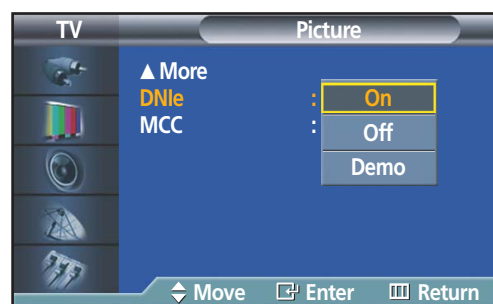 TV Picture
▲ More
DNIe : On
MCC : Off
Demo
Move Enter Return